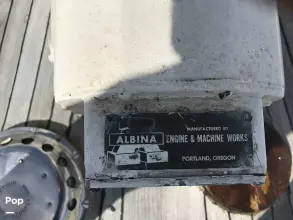 MANUFACTURED BY
ALBINA ENGINE & MACHINE WORKS
PORTLAND, OREGON
Pop